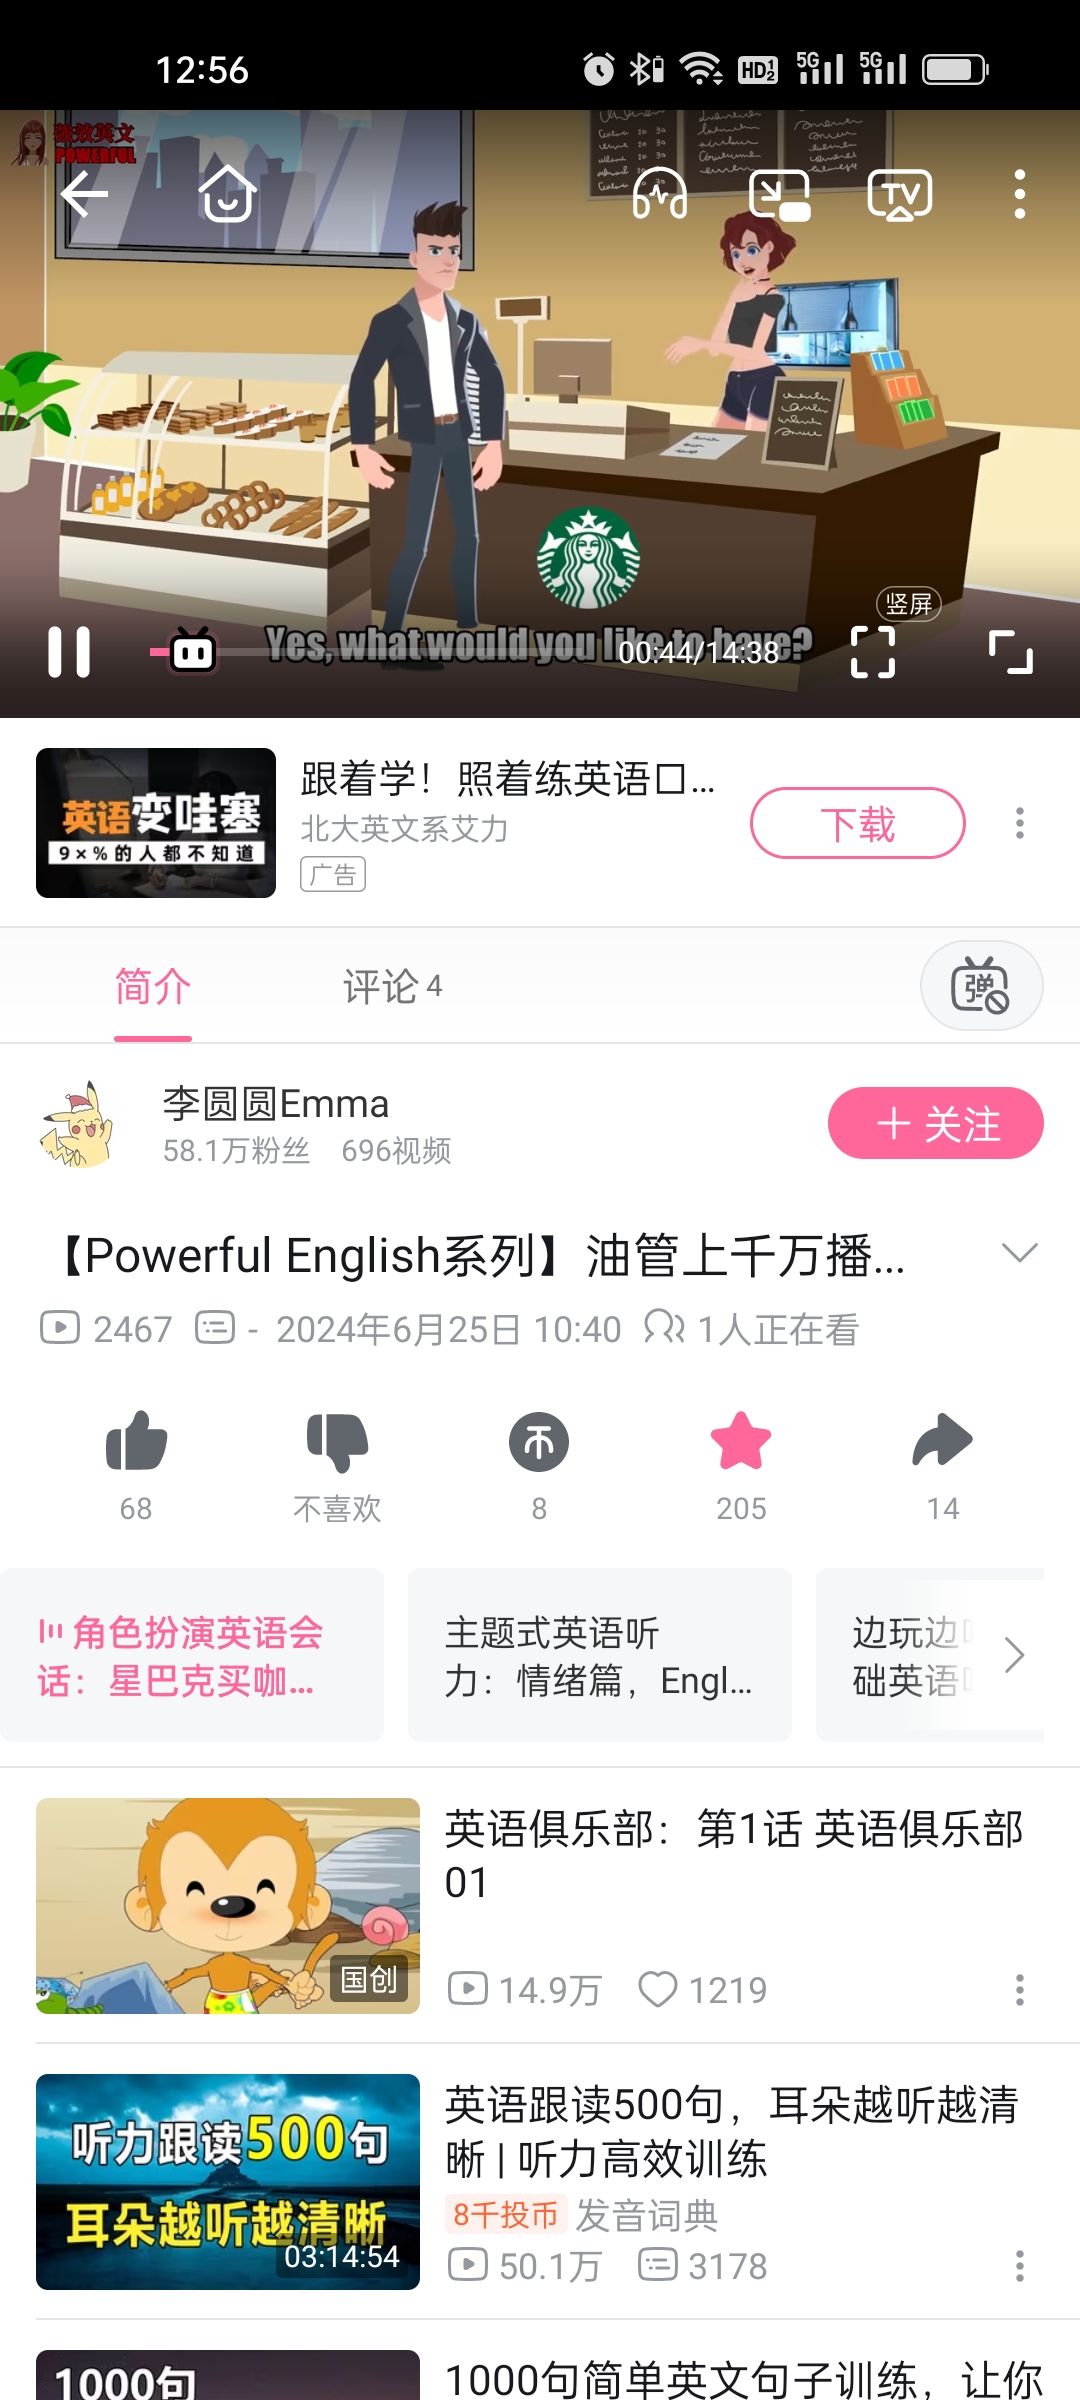 12:56
HD 1 2
5G
5G
强效英文
POWERFUL
TV
竖屏
Yes, what would you like to have?
00:44/14:38
英语变哇塞
9×%的人都不知道
跟着学！照着练英语口...
北大英文系艾力
广告
下载
简介
评论 4
弹
李圆圆Emma
58.1万粉丝 696视频
+ 关注
【Powerful English系列】油管上千万播...
2467 - 2024年6月25日 10:40 1人正在看
68
不喜欢
8
205
14
角色扮演英语会
话：星巴克买咖...
主题式英语听
力：情绪篇，Engl...
边玩边
础英语
国创
英语俱乐部：第1话 英语俱乐部
01
14.9万 1219
听力跟读500句
耳朵越听越清晰
03:14:54
英语跟读500句，耳朵越听越清
晰 | 听力高效训练
8千投币 发音词典
50.1万 3178
1000句
1000句简单英文句子训练，让你